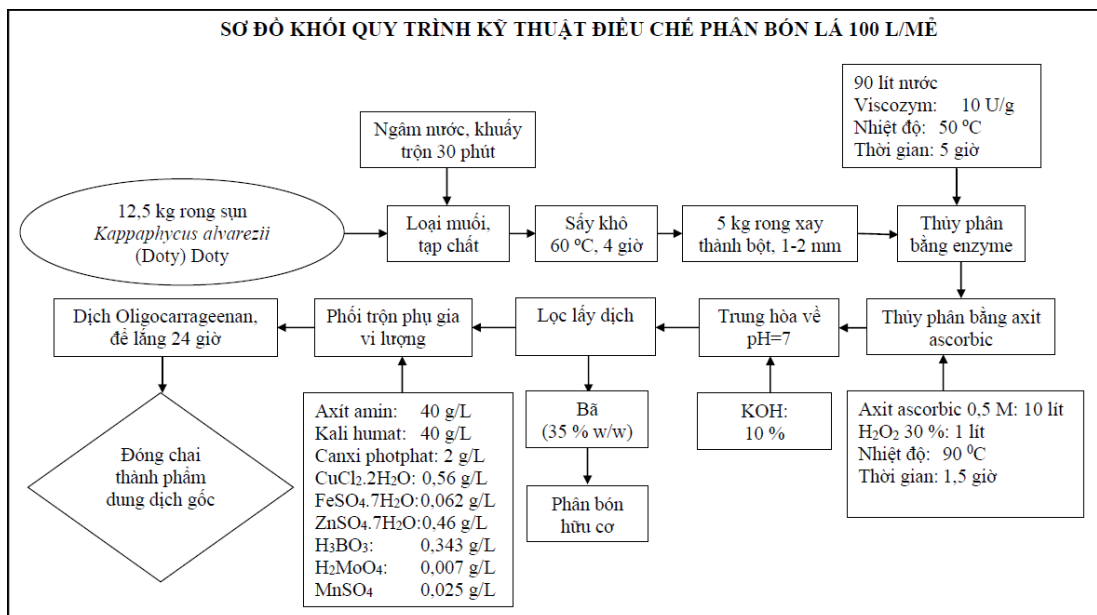 SƠ ĐỒ KHỐI QUY TRÌNH KỸ THUẬT ĐIỀU CHẾ PHÂN BÓN LÁ 100 L/MẺ
Ngâm nước, khuấy
trộn 30 phút
90 lít nước
Viscozym: 10 U/g
Nhiệt độ: 50 ⁰C
Thời gian: 5 giờ
12,5 kg rong sụn
Kappaphycus alvarezii
(Doty) Doty
Loại muối,
tạp chất
Sấy khô
60 ⁰C, 4 giờ
5 kg rong xay
thành bột, 1-2 mm
Thủy phân
bằng enzyme
Dịch Oligocarrageenan,
để lắng 24 giờ
Phối trộn phụ gia
vi lượng
Lọc lấy dịch
Trung hòa về
pH=7
Thủy phân bằng axit
ascorbic
Đóng chai
thành phẩm
dung dịch gốc
Axít amin: 40 g/L
Kali humat: 40 g/L
Canxi photphat: 2 g/L
CuCl₂.2H₂O: 0,56 g/L
FeSO₄.7H₂O: 0,062 g/L
ZnSO₄.7H₂O: 0,46 g/L
H₃BO₃: 0,343 g/L
H₂MoO₄: 0,007 g/L
MnSO₄ 0,025 g/L
Bã
(35 % w/w)
Phân bón
hữu cơ
KOH:
10 %
Axit ascorbic 0,5 M: 10 lít
H₂O₂ 30 %: 1 lít
Nhiệt độ: 90 ⁰C
Thời gian: 1,5 giờ